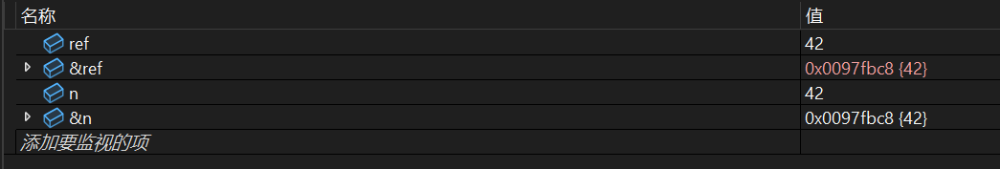 名称 值
ref 42
&ref 0x0097fbc8 {42}
n 42
&n 0x0097fbc8 {42}
添加要监视的项